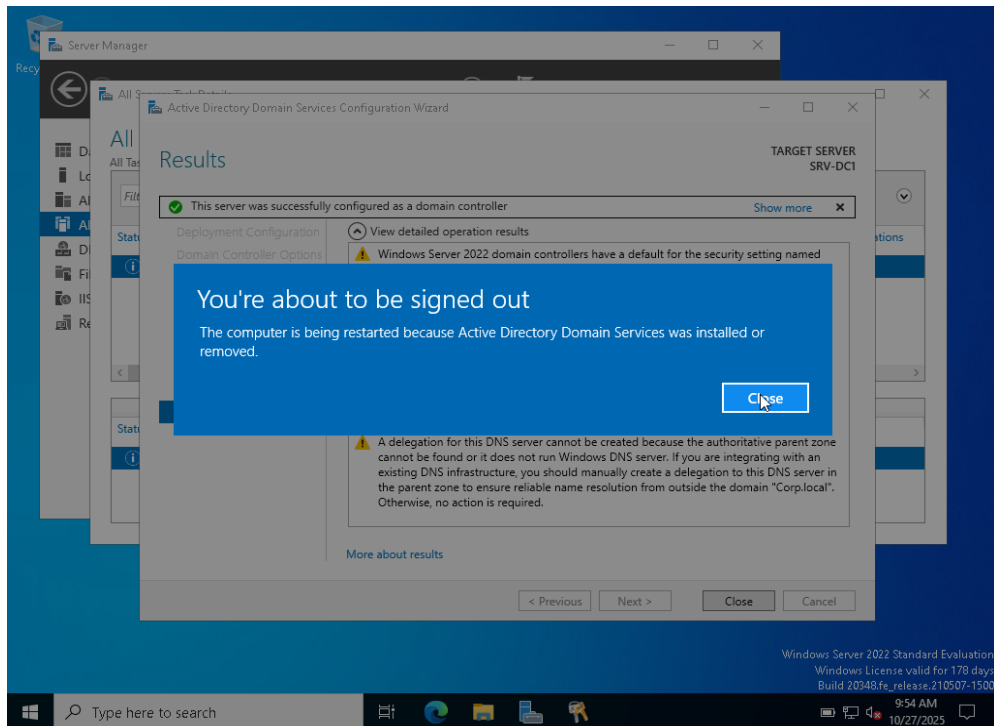 Server Manager
Recy
All Server Task Details
Active Directory Domain Services Configuration Wizard
All
All Tas
Filt
Results
TARGET SERVER
SRV-DC1
This server was successfully configured as a domain controller
Show more
Deployment Configuration
Domain Controller Options
View detailed operation results
Windows Server 2022 domain controllers have a default for the security setting named
D
Lo
Al
Al
D
Fil
IIS
Re
Statu
ations
You're about to be signed out
The computer is being restarted because Active Directory Domain Services was installed or
removed.
Close
Statu
A delegation for this DNS server cannot be created because the authoritative parent zone
cannot be found or it does not run Windows DNS server. If you are integrating with an
existing DNS infrastructure, you should manually create a delegation to this DNS server in
the parent zone to ensure reliable name resolution from outside the domain "Corp.local".
Otherwise, no action is required.
More about results
< Previous
Next >
Close
Cancel
Windows Server 2022 Standard Evaluation
Windows License valid for 178 days
Build 20348.fe_release.210507-1500
Type here to search
9:54 AM
10/27/2025